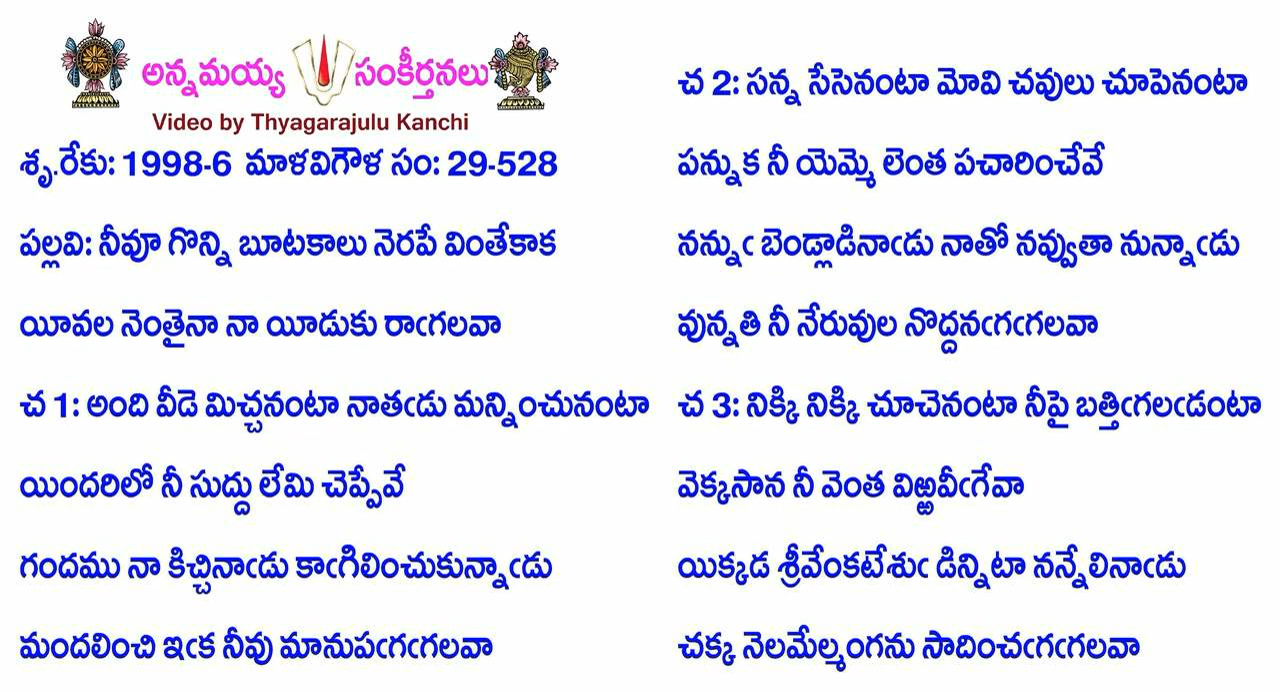 అన్నమయ్య సంకీర్తనలు
Video by Thyagarajulu Kanchi
శృ.రేకు: 1998-6 మాళవిగౌళ సం: 29-528
పల్లవి: నీవూ గొన్ని బూటకాలు నెరపే వింతేకాక
యీవల నెంతైనా నా యీడుకు రాఁగలవా
చ 1: అంది వీడె మిచ్చనంటా నాతఁడు మన్నించునంటా
యిందరిలో నీ సుద్దు లేమి చెప్పేవే
గందము నా కిచ్చినాఁడు కాఁగిలించుకున్నాఁడు
మందలించి ఇఁక నీవు మానుపఁగఁగలవా
చ 2: సన్న సేసెనంటా మోవి చవులు చూపెనంటా
పన్నుక నీ యెమ్మె లెంత పచారించేవే
నన్నుఁ బెండ్లాడినాఁడు నాతో నవ్వుతా నున్నాఁడు
వున్నతి నీ నేరువుల నొద్దనఁగఁగలవా
చ 3: నిక్కి నిక్కి చూచెనంటా నీపై బత్తిఁగలఁడంటా
వెక్కసాన నీ వెంత విఱ్ఱవీఁగేవా
యిక్కడ శ్రీవేంకటేశుఁ డిన్నిటా నన్నేలినాఁడు
చక్క నెలమేల్మంగను సాదించఁగఁగలవా